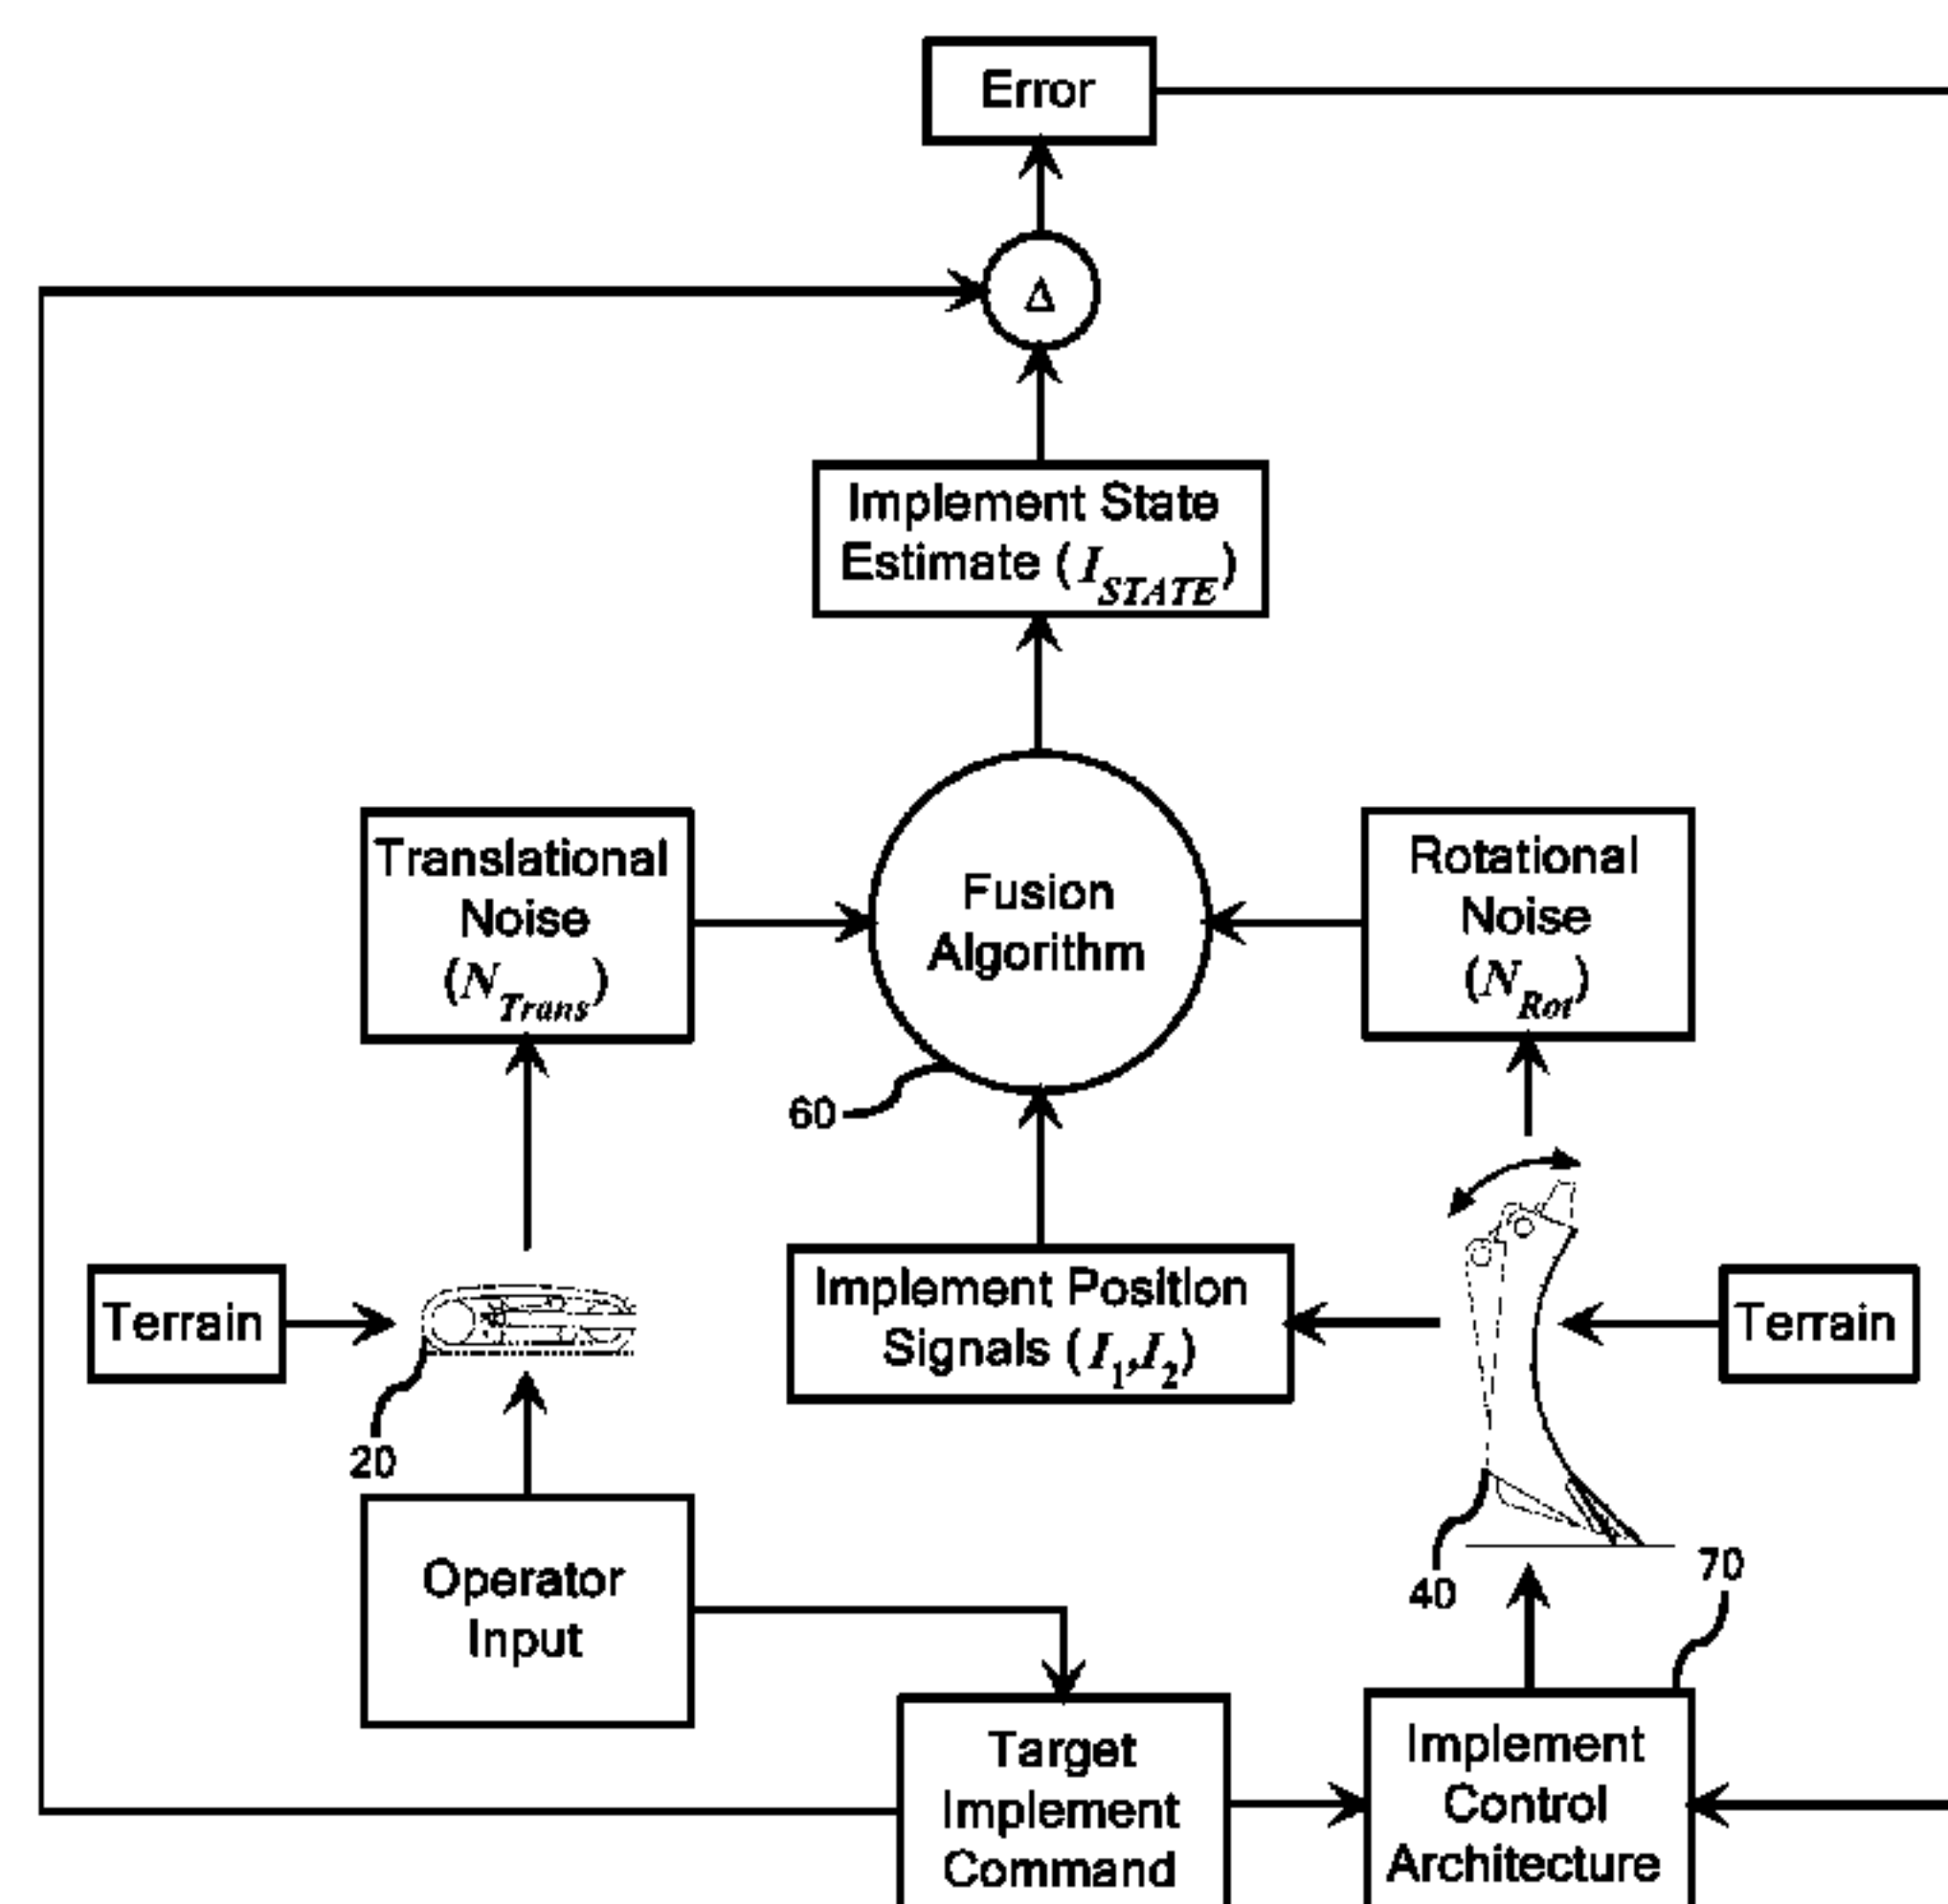 Error
Δ
Implement State
Estimate (I_STATE)
Translational
Noise
(N_Trans)
Fusion
Algorithm
Rotational
Noise
(N_Rot)
60
Terrain
Implement Position
Signals (I_1,I_2)
Terrain
20
Operator
Input
40
70
Target
Implement
Command
Implement
Control
Architecture